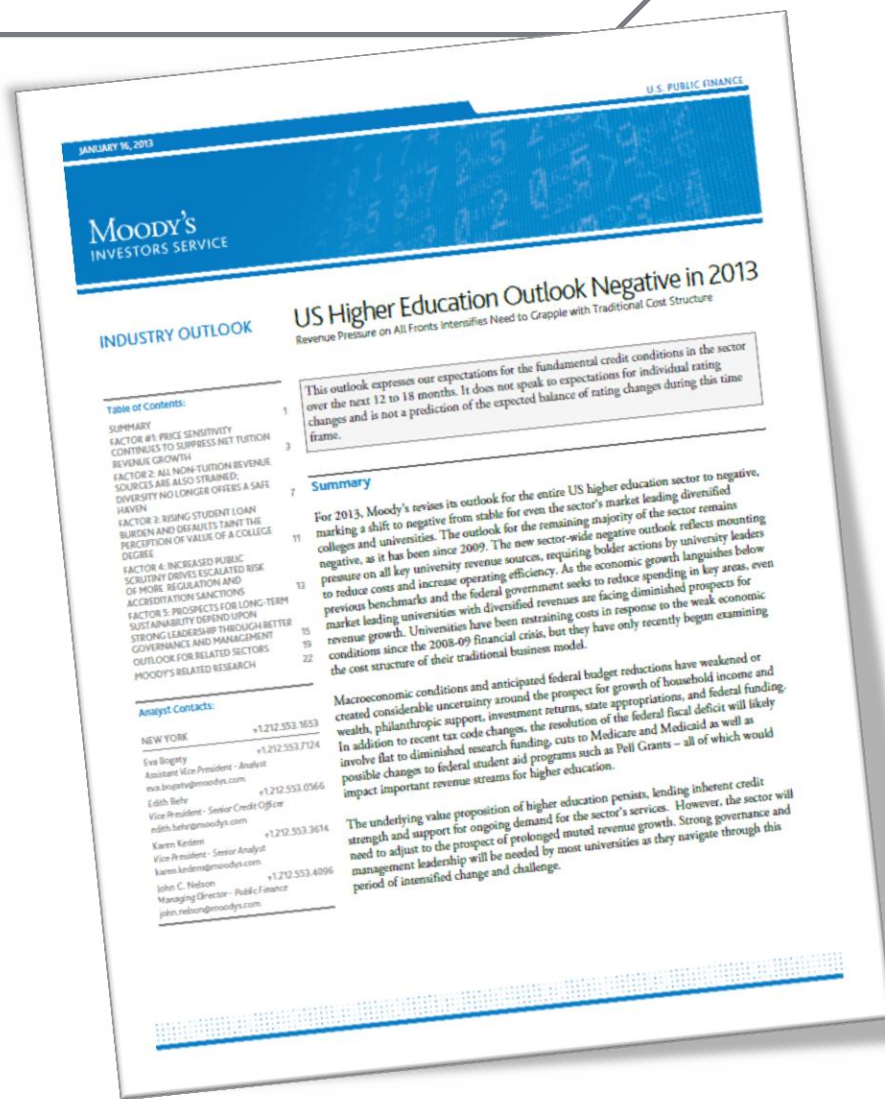 U.S. PUBLIC FINANCE
JANUARY 16, 2013
MOODY'S
INVESTORS SERVICE
INDUSTRY OUTLOOK
US Higher Education Outlook Negative in 2013
Revenue Pressure on All Fronts Intensifies Need to Grapple with Traditional Cost Structure
Table of Contents:
SUMMARY 1
FACTOR #1: PRICE SENSITIVITY
CONTINUES TO SUPPRESS NET TUITION
REVENUE GROWTH 3
FACTOR 2: ALL NON-TUITION REVENUE
SOURCES ARE ALSO STRAINED;
DIVERSITY NO LONGER OFFERS A SAFE
HAVEN 7
FACTOR 3: RISING STUDENT LOAN
BURDEN AND DEFAULTS TAINT THE
PERCEPTION OF VALUE OF A COLLEGE
DEGREE 11
FACTOR 4: INCREASED PUBLIC
SCRUTINY DRIVES ESCALATED RISK
OF MORE REGULATION AND
ACCREDITATION SANCTIONS 13
FACTOR 5: PROSPECTS FOR LONG-TERM
SUSTAINABILITY DEPEND UPON
STRONG LEADERSHIP THROUGH BETTER
GOVERNANCE AND MANAGEMENT 15
OUTLOOK FOR RELATED SECTORS 19
MOODY'S RELATED RESEARCH 22
Analyst Contacts:
NEW YORK +1.212.553.1653
Eva Bogaty +1.212.553.7124
Assistant Vice President - Analyst
eva.bogaty@moodys.com
Edith Behr +1.212.553.0566
Vice President - Senior Credit Officer
edith.behr@moodys.com
Karen Kedem +1.212.553.3614
Vice President - Senior Analyst
karen.kedem@moodys.com
John C. Nelson +1.212.553.4096
Managing Director - Public Finance
john.nelson@moodys.com
This outlook expresses our expectations for the fundamental credit conditions in the sector
over the next 12 to 18 months. It does not speak to expectations for individual rating
changes and is not a prediction of the expected balance of rating changes during this time
frame.
Summary
For 2013, Moody's revises its outlook for the entire US higher education sector to negative,
marking a shift to negative from stable for even the sector's market leading diversified
colleges and universities. The outlook for the remaining majority of the sector remains
negative, as it has been since 2009. The new sector-wide negative outlook reflects mounting
pressure on all key university revenue sources, requiring bolder actions by university leaders
to reduce costs and increase operating efficiency. As the economic growth languishes below
previous benchmarks and the federal government seeks to reduce spending in key areas, even
market leading universities with diversified revenues are facing diminished prospects for
revenue growth. Universities have been restraining costs in response to the weak economic
conditions since the 2008-09 financial crisis, but they have only recently begun examining
the cost structure of their traditional business model.
Macroeconomic conditions and anticipated federal budget reductions have weakened or
created considerable uncertainty around the prospect for growth of household income and
wealth, philanthropic support, investment returns, state appropriations, and federal funding.
In addition to recent tax code changes, the resolution of the federal fiscal deficit will likely
involve flat to diminished research funding, cuts to Medicare and Medicaid as well as
possible changes to federal student aid programs such as Pell Grants – all of which would
impact important revenue streams for higher education.
The underlying value proposition of higher education persists, lending inherent credit
strength and support for ongoing demand for the sector's services. However, the sector will
need to adjust to the prospect of prolonged muted revenue growth. Strong governance and
management leadership will be needed by most universities as they navigate through this
period of intensified change and challenge.